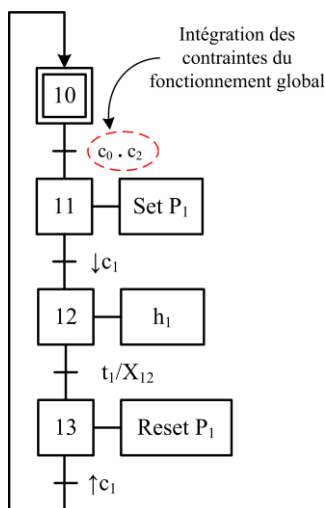 Intégration des
contraintes du
fonctionnement global
10
c₀ . c₂
11
Set P₁
↓c₁
12
h₁
t₁/X₁₂
13
Reset P₁
↑c₁